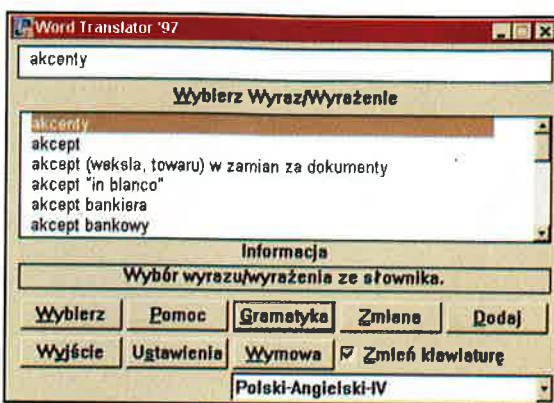 Word Translator '97
akcenty
Wybierz Wyraz/Wyrażenie
akcenty
akcept
akcept (weksla, towaru) w zamian za dokumenty
akcept "in blanco"
akcept bankiera
akcept bankowy
Informacja
Wybór wyrazu/wyrażenia ze słownika.
Wybierz Pomoc Gramatyka Zmiana Dodaj
Wyjście Ustawienia Wymowa Zmień klawiaturę
Polski-Angielski-IV